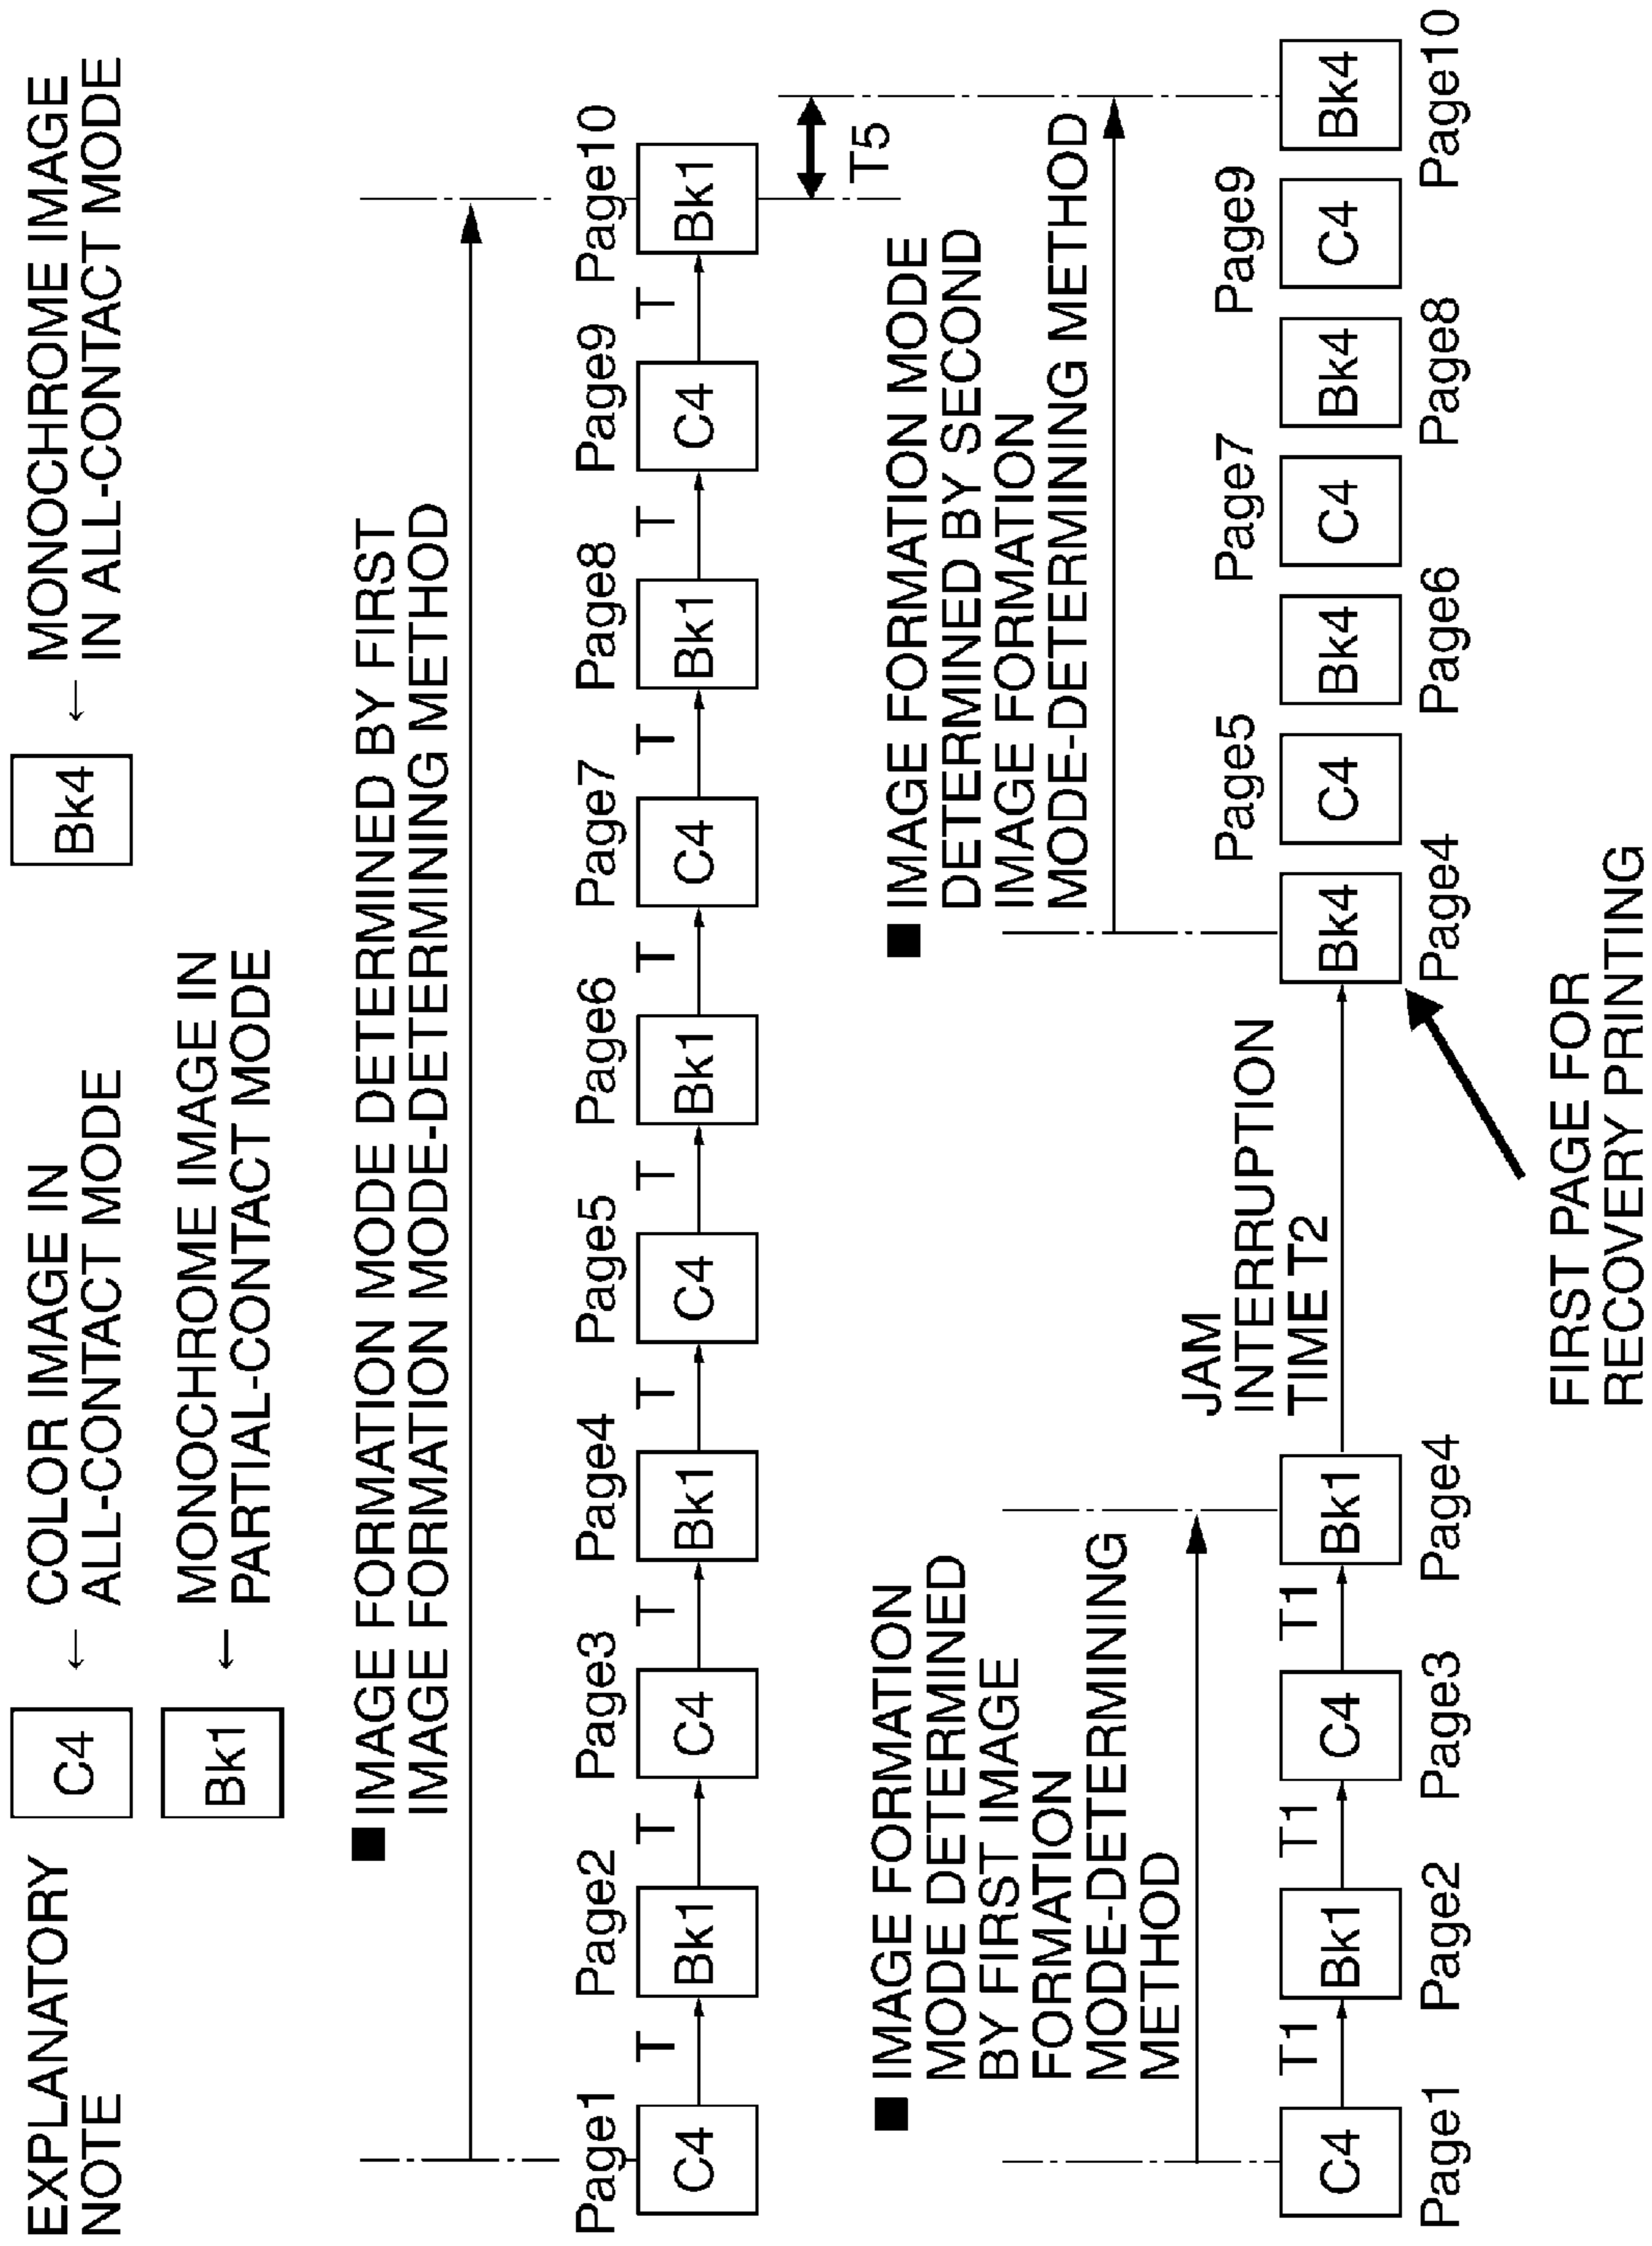 EXPLANATORY
NOTE
C4
←
COLOR IMAGE IN
ALL-CONTACT MODE
Bk4
←
MONOCHROME IMAGE
IN ALL-CONTACT MODE
Bk1
←
MONOCHROME IMAGE IN
PARTIAL-CONTACT MODE
■ IMAGE FORMATION MODE DETERMINED BY FIRST
IMAGE FORMATION MODE-DETERMINING METHOD
Page1 Page2 Page3 Page4 Page5 Page6 Page7 Page8 Page9 Page10
T T T T T T T T T
C4 Bk1 C4 Bk1 C4 Bk1 C4 Bk1 C4 Bk1
T5
■ IMAGE FORMATION
MODE DETERMINED
BY FIRST IMAGE
FORMATION
MODE-DETERMINING
METHOD
■ IMAGE FORMATION MODE
DETERMINED BY SECOND
IMAGE FORMATION
MODE-DETERMINING METHOD
JAM
INTERRUPTION
TIME T2
Page5 Page7 Page9
T1 T1 T1
C4 Bk1 C4 Bk1 Bk4 C4 Bk4 C4 Bk4 C4 Bk4
Page1 Page2 Page3 Page4 Page4 Page6 Page8 Page10
FIRST PAGE FOR
RECOVERY PRINTING